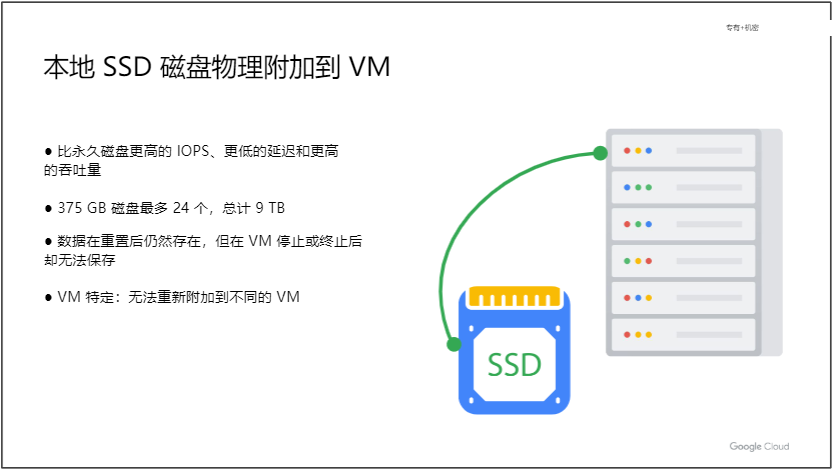 专有+机密
本地 SSD 磁盘物理附加到 VM
● 比永久磁盘更高的 IOPS、更低的延迟和更高
的吞吐量
● 375 GB 磁盘最多 24 个，总计 9 TB
● 数据在重置后仍然存在，但在 VM 停止或终止后
却无法保存
● VM 特定：无法重新附加到不同的 VM
SSD
Google Cloud